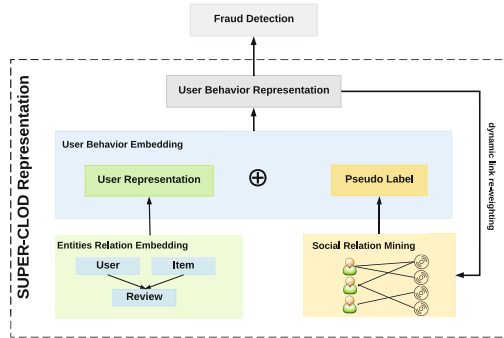 Fraud Detection
User Behavior Representation
SUPER-CLOD Representation
dynamic link re-weighting
User Behavior Embedding
User Representation
Pseudo Label
Entities Relation Embedding
User
Item
Review
Social Relation Mining